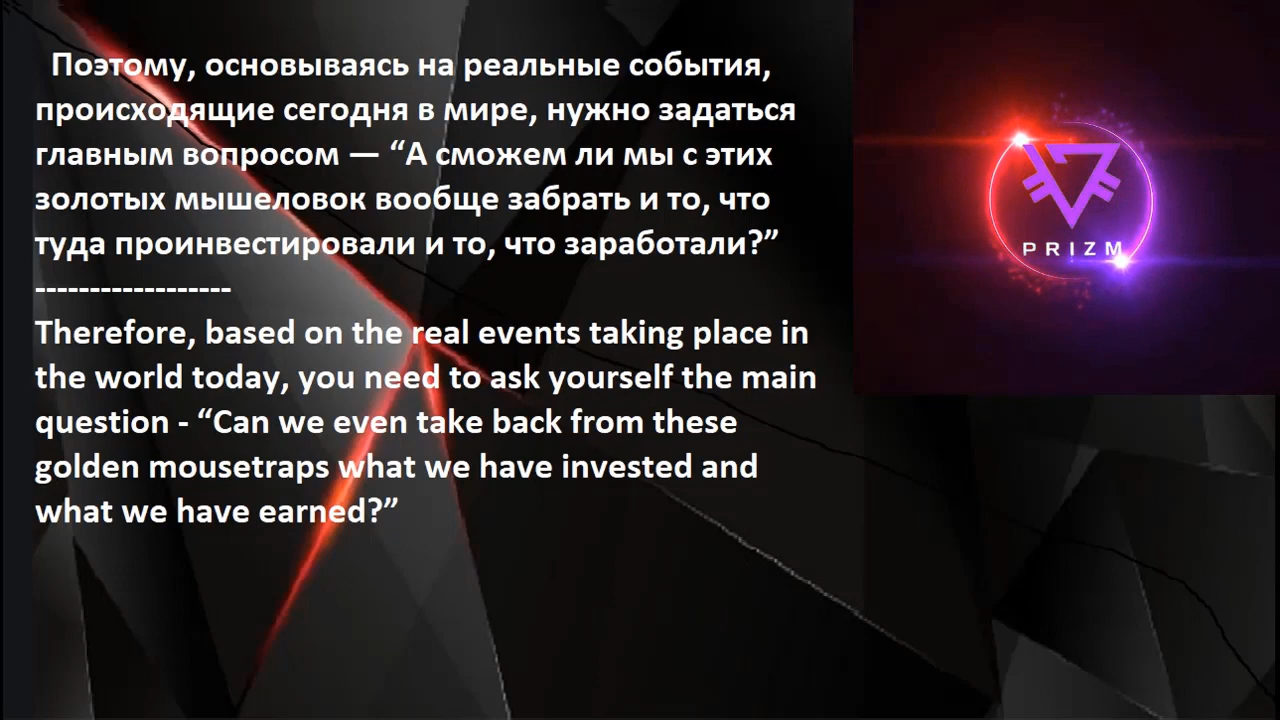 Поэтому, основываясь на реальные события,
происходящие сегодня в мире, нужно задаться
главным вопросом — “А сможем ли мы с этих
золотых мышеловок вообще забрать и то, что
туда проинвестировали и то, что заработали?”
------------------
Therefore, based on the real events taking place in
the world today, you need to ask yourself the main
question - “Can we even take back from these
golden mousetraps what we have invested and
what we have earned?”
PRIZM